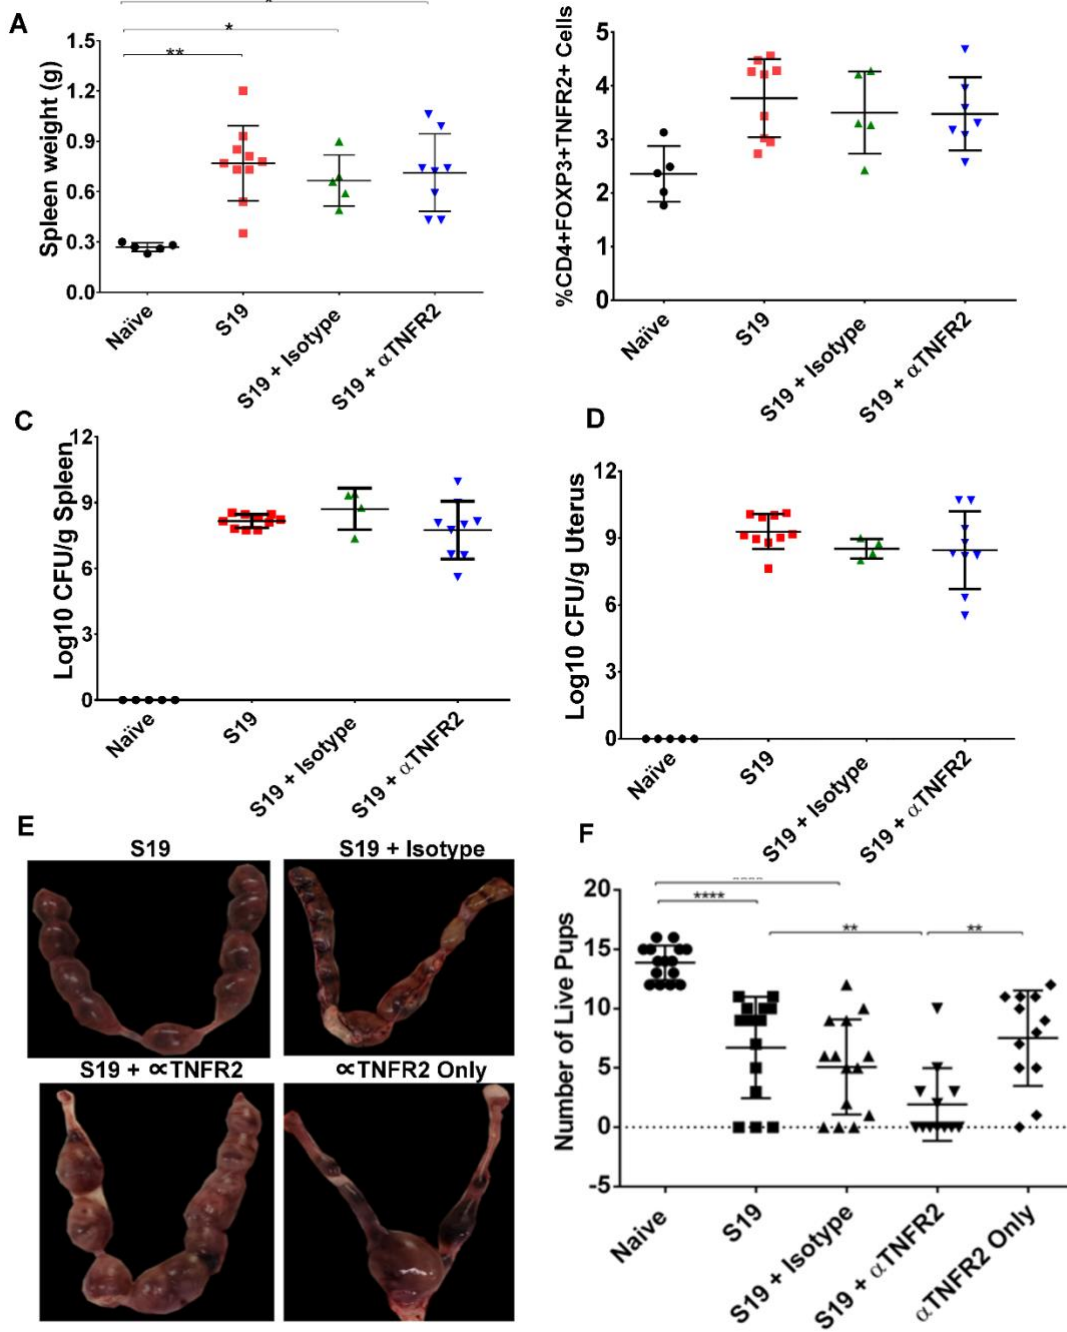 A
*
*
**
Spleen weight (g)
1.5
1.2
0.9
0.6
0.3
0.0
Naïve
S19
S19 + Isotype
S19 + αTNFR2
%CD4+FOXP3+TNFR2+ Cells
5
4
3
2
1
0
Naïve
S19
S19 + Isotype
S19 + αTNFR2
C
Log10 CFU/g Spleen
12
9
6
3
0
Naïve
S19
S19 + Isotype
S19 + αTNFR2
D
Log10 CFU/g Uterus
12
9
6
3
0
Naïve
S19
S19 + Isotype
S19 + αTNFR2
E
S19
S19 + Isotype
S19 + ∝TNFR2
∝TNFR2 Only
F
****
**
**
Number of Live Pups
20
15
10
5
0
-5
Naive
S19
S19 + Isotype
S19 + αTNFR2
αTNFR2 Only